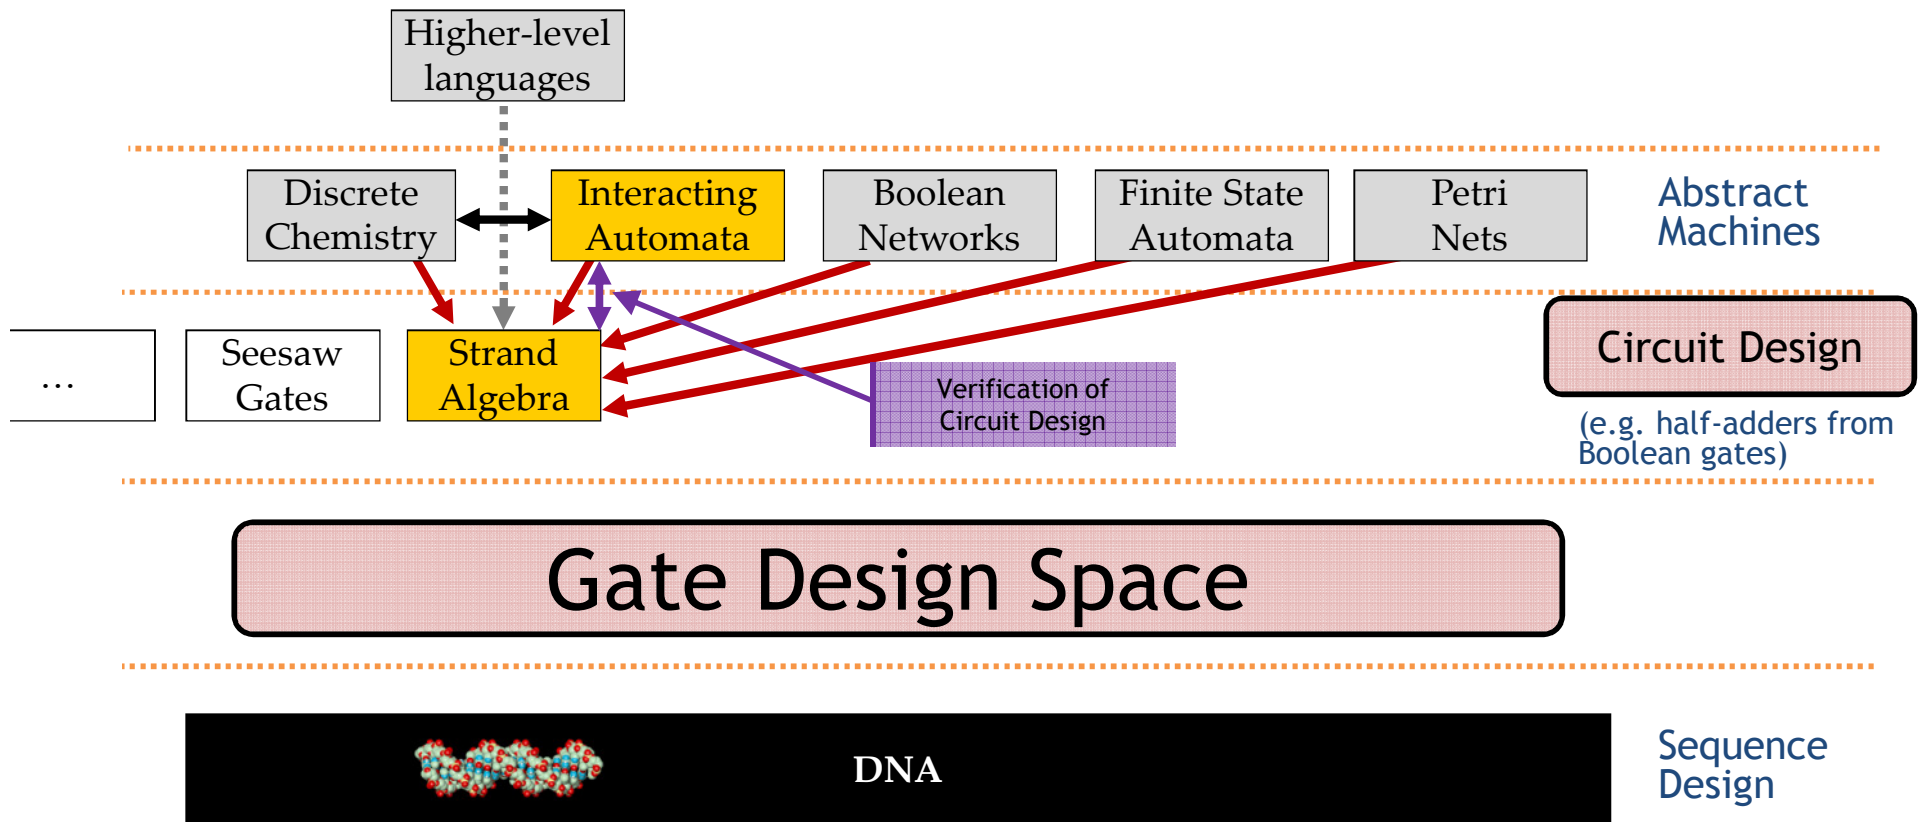 Higher-level
languages
Discrete
Chemistry
Interacting
Automata
Boolean
Networks
Finite State
Automata
Petri
Nets
Abstract
Machines
...
Seesaw
Gates
Strand
Algebra
Verification of
Circuit Design
Circuit Design
(e.g. half-adders from
Boolean gates)
Gate Design Space
DNA
Sequence
Design